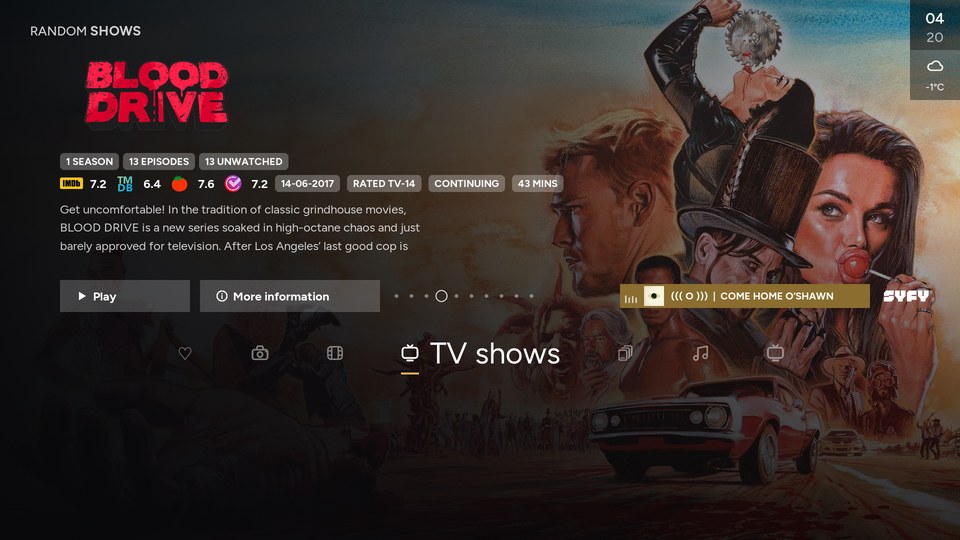 RANDOM SHOWS
04
20
-1°C
BLOOD
DRIVE
1 SEASON 13 EPISODES 13 UNWATCHED
IMDb 7.2 TMDB 6.4 7.6 7.2 14-06-2017 RATED TV-14 CONTINUING 43 MINS
Get uncomfortable! In the tradition of classic grindhouse movies,
BLOOD DRIVE is a new series soaked in high-octane chaos and just
barely approved for television. After Los Angeles’ last good cop is
Play More information
((( O ))) | COME HOME O'SHAWN
SYFY
TV shows